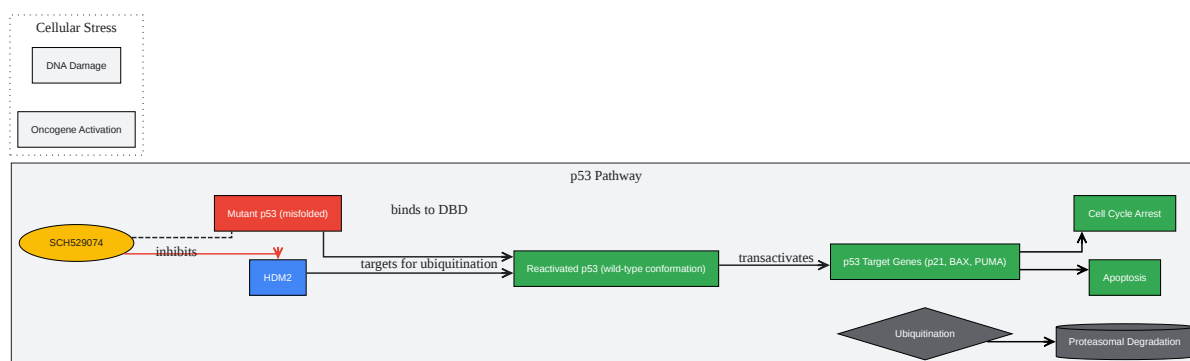 Cellular Stress
DNA Damage
Oncogene Activation
p53 Pathway
Mutant p53 (misfolded)
binds to DBD
Cell Cycle Arrest
SCH529074
inhibits
HDM2
targets for ubiquitination
Reactivated p53 (wild-type conformation)
transactivates
p53 Target Genes (p21, BAX, PUMA)
Apoptosis
Ubiquitination
Proteasomal Degradation